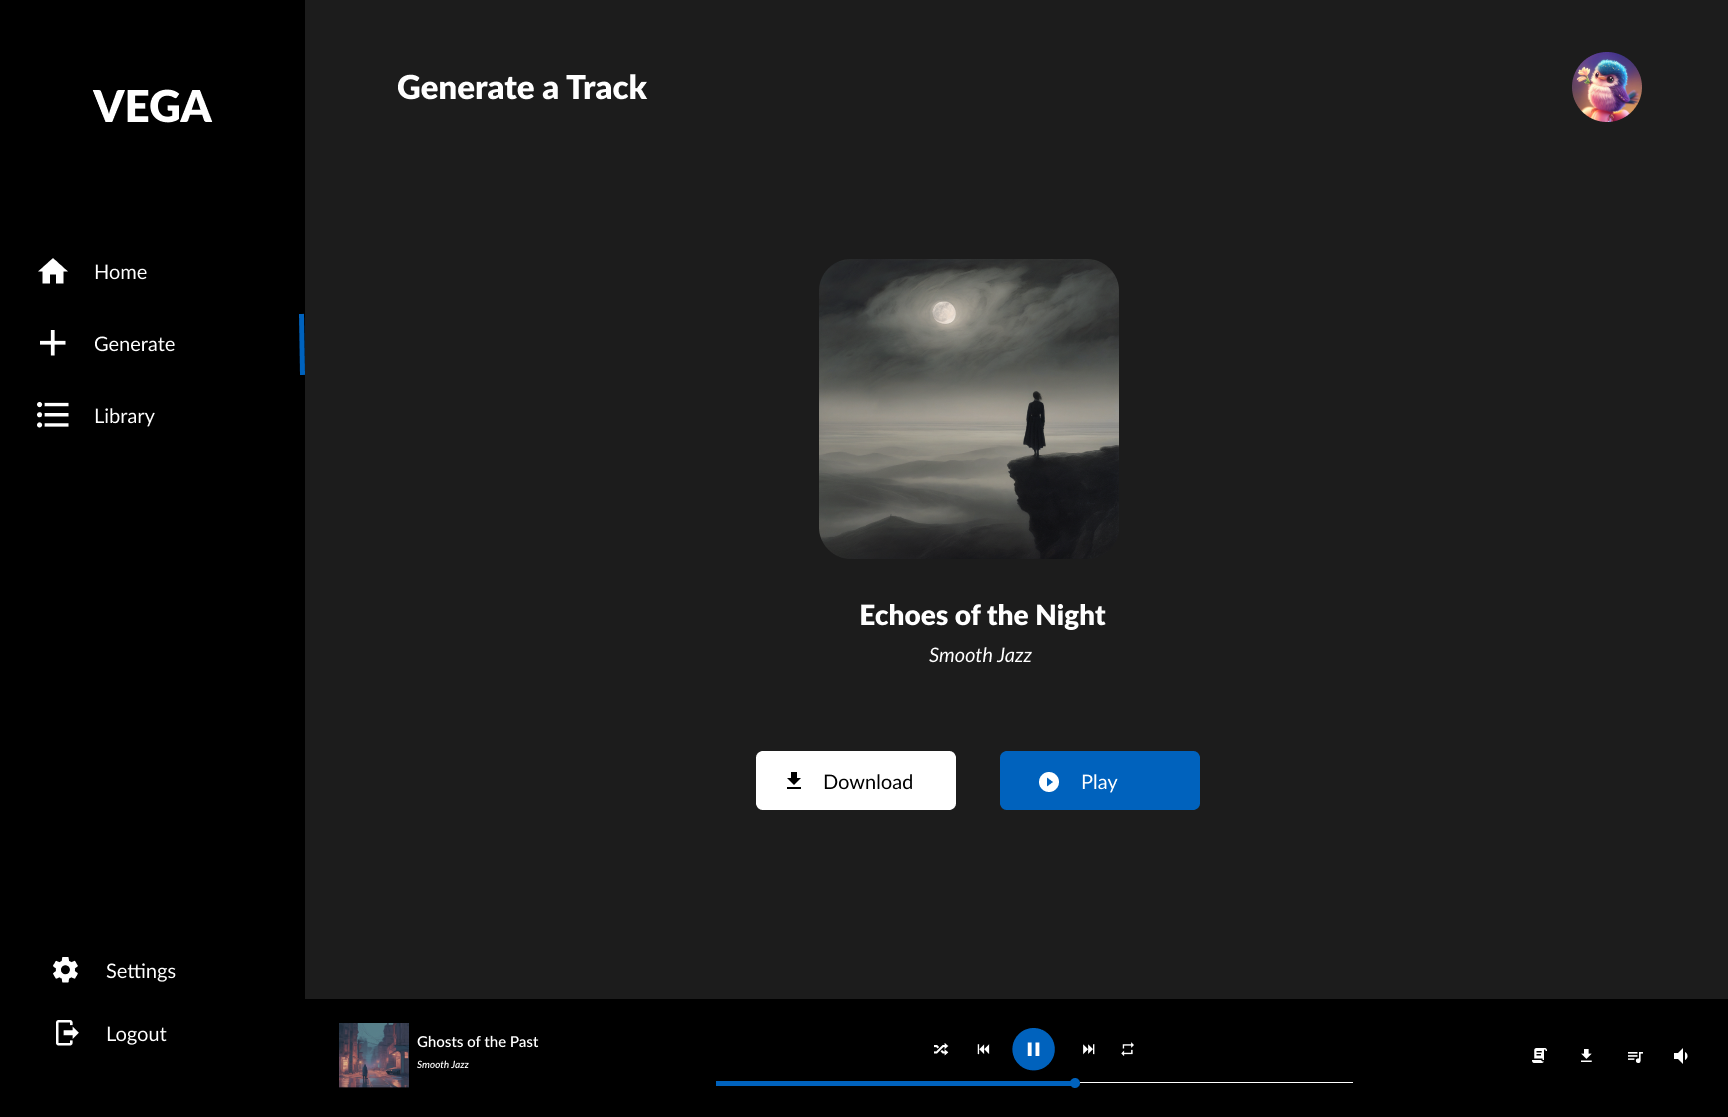 VEGA
Home
Generate
Library
Settings
Logout
Generate a Track
Echoes of the Night
Smooth Jazz
Download
Play
Ghosts of the Past
Smooth Jazz